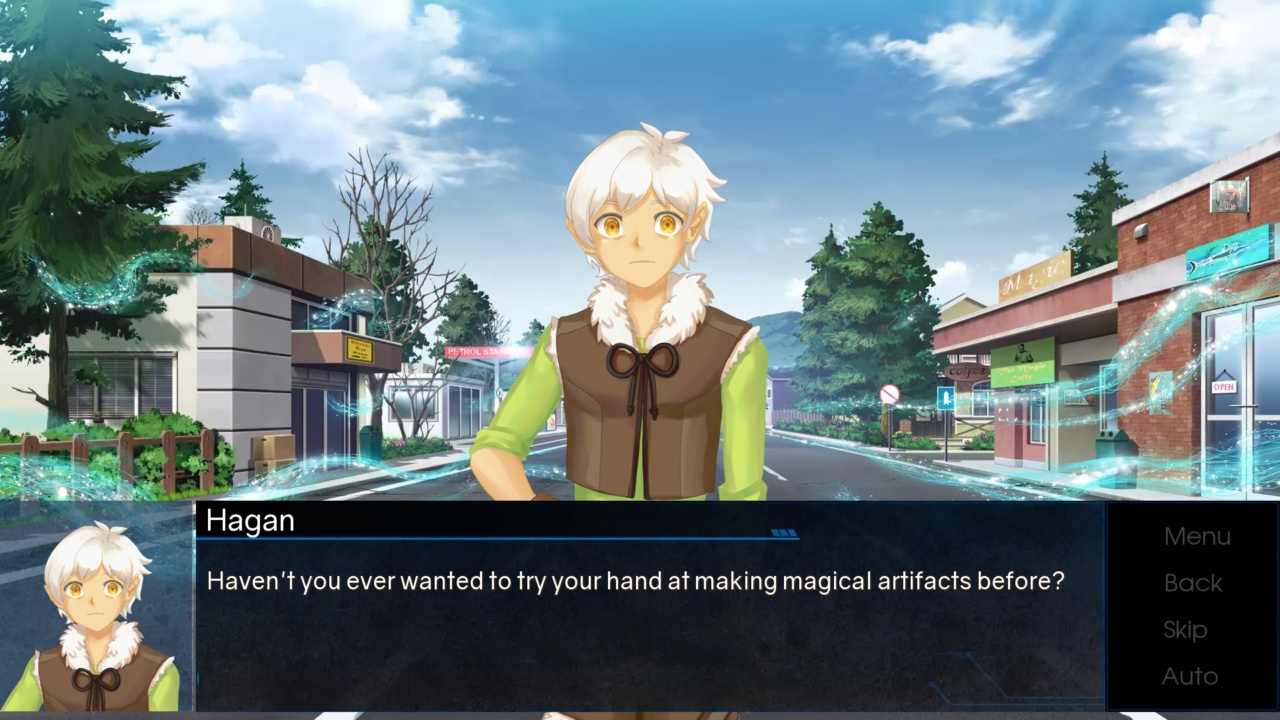 Magic
PETROL STA
OPEN
Hagan
Haven't you ever wanted to try your hand at making magical artifacts before?
Menu
Back
Skip
Auto